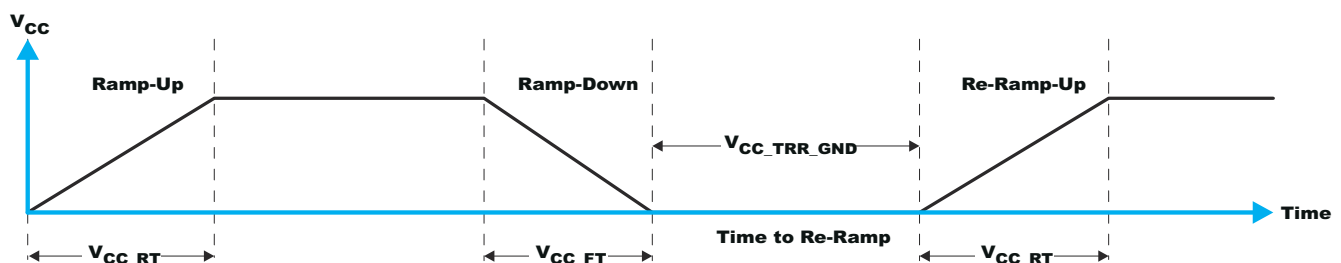 VCC
Ramp-Up
Ramp-Down
Re-Ramp-Up
VCC_TRR_GND
Time
Time to Re-Ramp
VCC_RT
VCC_FT
VCC_RT